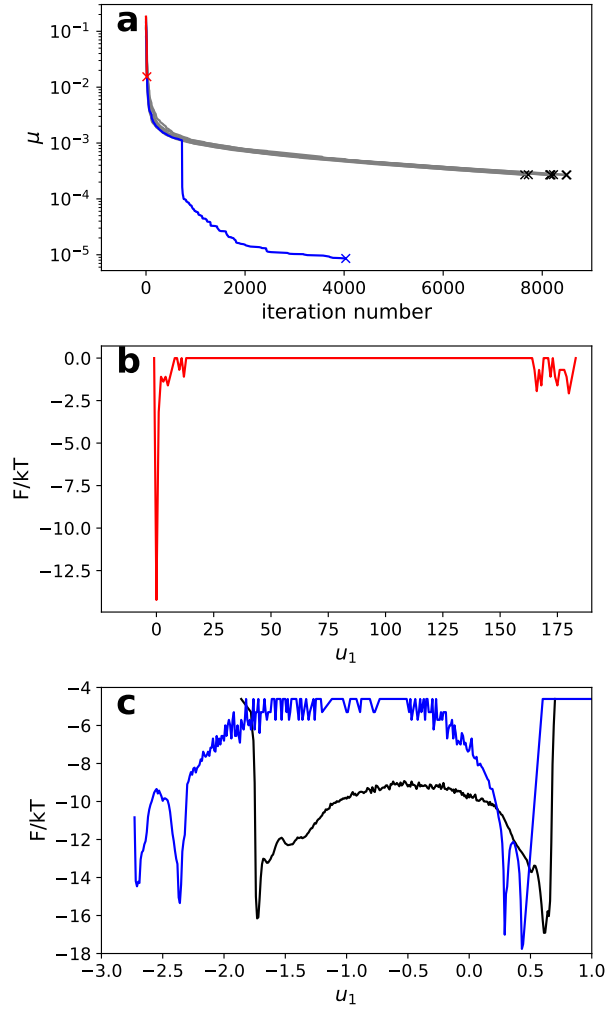 a
10⁻¹
10⁻²
10⁻³
10⁻⁴
10⁻⁵
μ
0 2000 4000 6000 8000
iteration number
b
0.0
−2.5
−5.0
−7.5
−10.0
−12.5
F/kT
0 25 50 75 100 125 150 175
u₁
c
−4
−6
−8
−10
−12
−14
−16
−18
F/kT
−3.0 −2.5 −2.0 −1.5 −1.0 −0.5 0.0 0.5 1.0
u₁